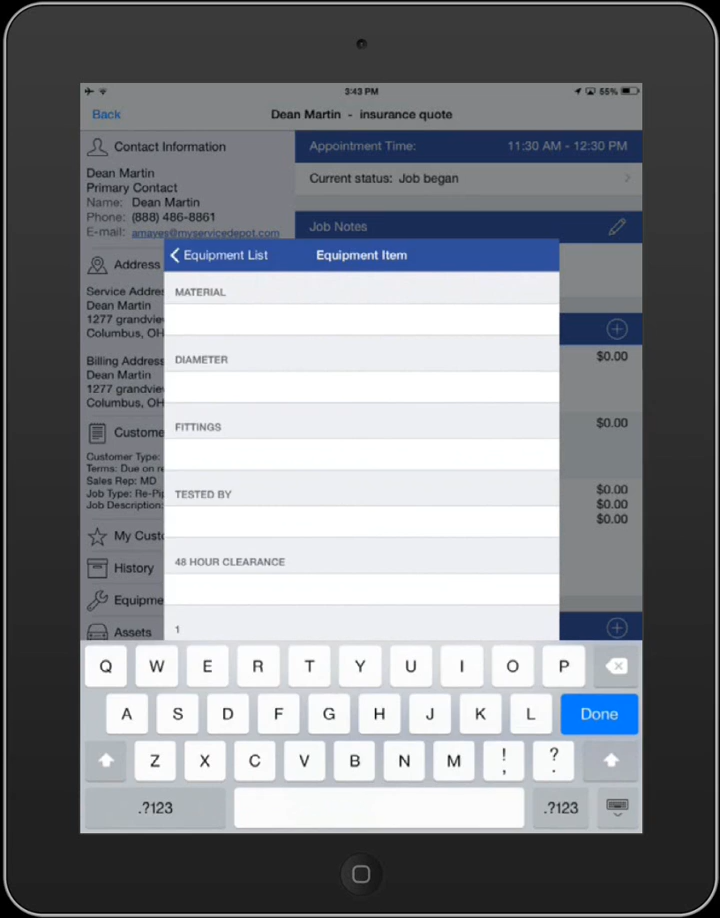 3:43 PM
55%
Back
Dean Martin - insurance quote
Contact Information
Dean Martin
Primary Contact
Name: Dean Martin
Phone: (888) 486-8861
E-mail: amayes@myservicedepot.com
Address
Service Addre
Dean Martin
1277 grandvie
Columbus, OH
Billing Address
Dean Martin
1277 grandvie
Columbus, OH
Custome
Customer Type:
Terms: Due on re
Sales Rep: MD
Job Type: Re-Pip
Job Description:
My Custo
History
Equipme
Assets
Appointment Time: 11:30 AM - 12:30 PM
Current status: Job began
Job Notes
$0.00
$0.00
$0.00
$0.00
$0.00
Equipment List
Equipment Item
MATERIAL
DIAMETER
FITTINGS
TESTED BY
48 HOUR CLEARANCE
1
Q W E R T Y U I O P
A S D F G H J K L Done
Z X C V B N M ! , ? .
.?123 .?123